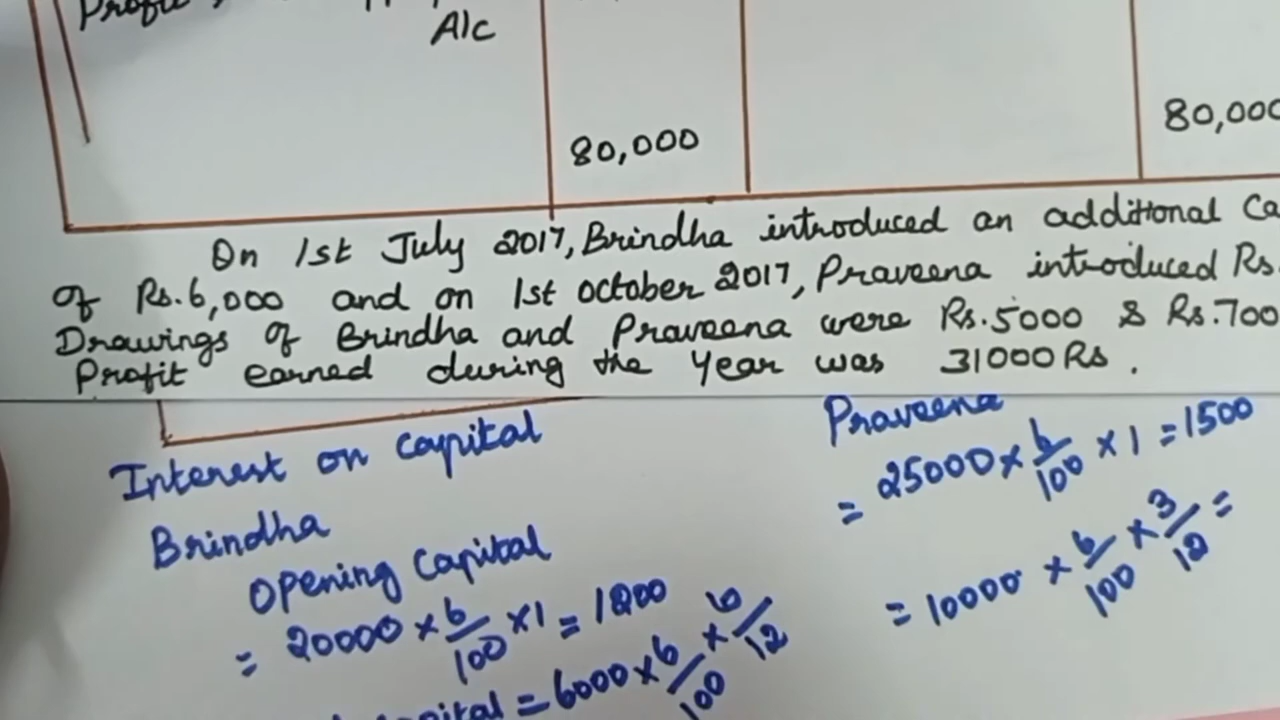 Profit
A/c
80,000
80,000
On 1st July 2017, Brindha introduced an additional Ca
of Rs.6,000 and on 1st october 2017, Praveena introduced Rs.
Drawings of Brindha and Praveena were Rs.5000 & Rs.700
Profit earned during the Year was 31000 Rs.
Interest on capital
Brindha
Opening Capital
= 20000 × 6/100 × 1 = 1200
= 6000 × 6/100 × 6/12
Praveena
= 25000 × 6/100 × 1 = 1500
= 10000 × 6/100 × 3/12 =